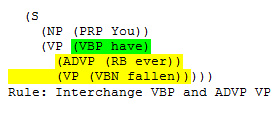 (S
(NP (PRP You))
(VP (VBP have)
(ADVP (RB ever))
(VP (VBN fallen)))))
Rule: Interchange VBP and ADVP VP